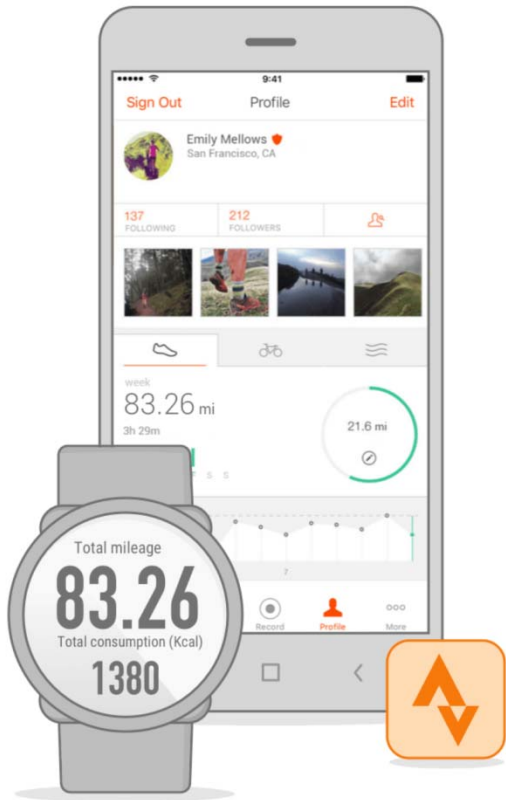 9:41
Sign Out Profile Edit
Emily Mellows
San Francisco, CA
137
FOLLOWING
212
FOLLOWERS
week
83.26 mi
3h 29m
21.6 mi
S S
Record
Profile
More
Total mileage
83.26
Total consumption (Kcal)
1380